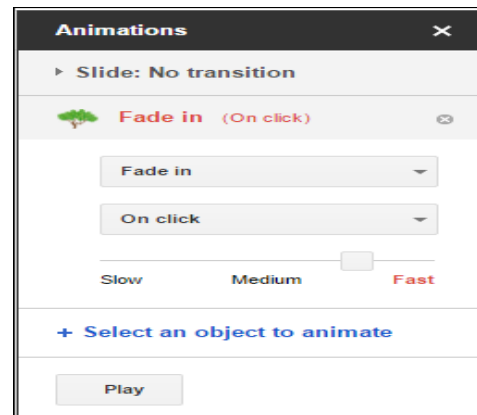 Animations
Slide: No transition
Fade in (On click)
Fade in
On click
Slow Medium Fast
+ Select an object to animate
Play